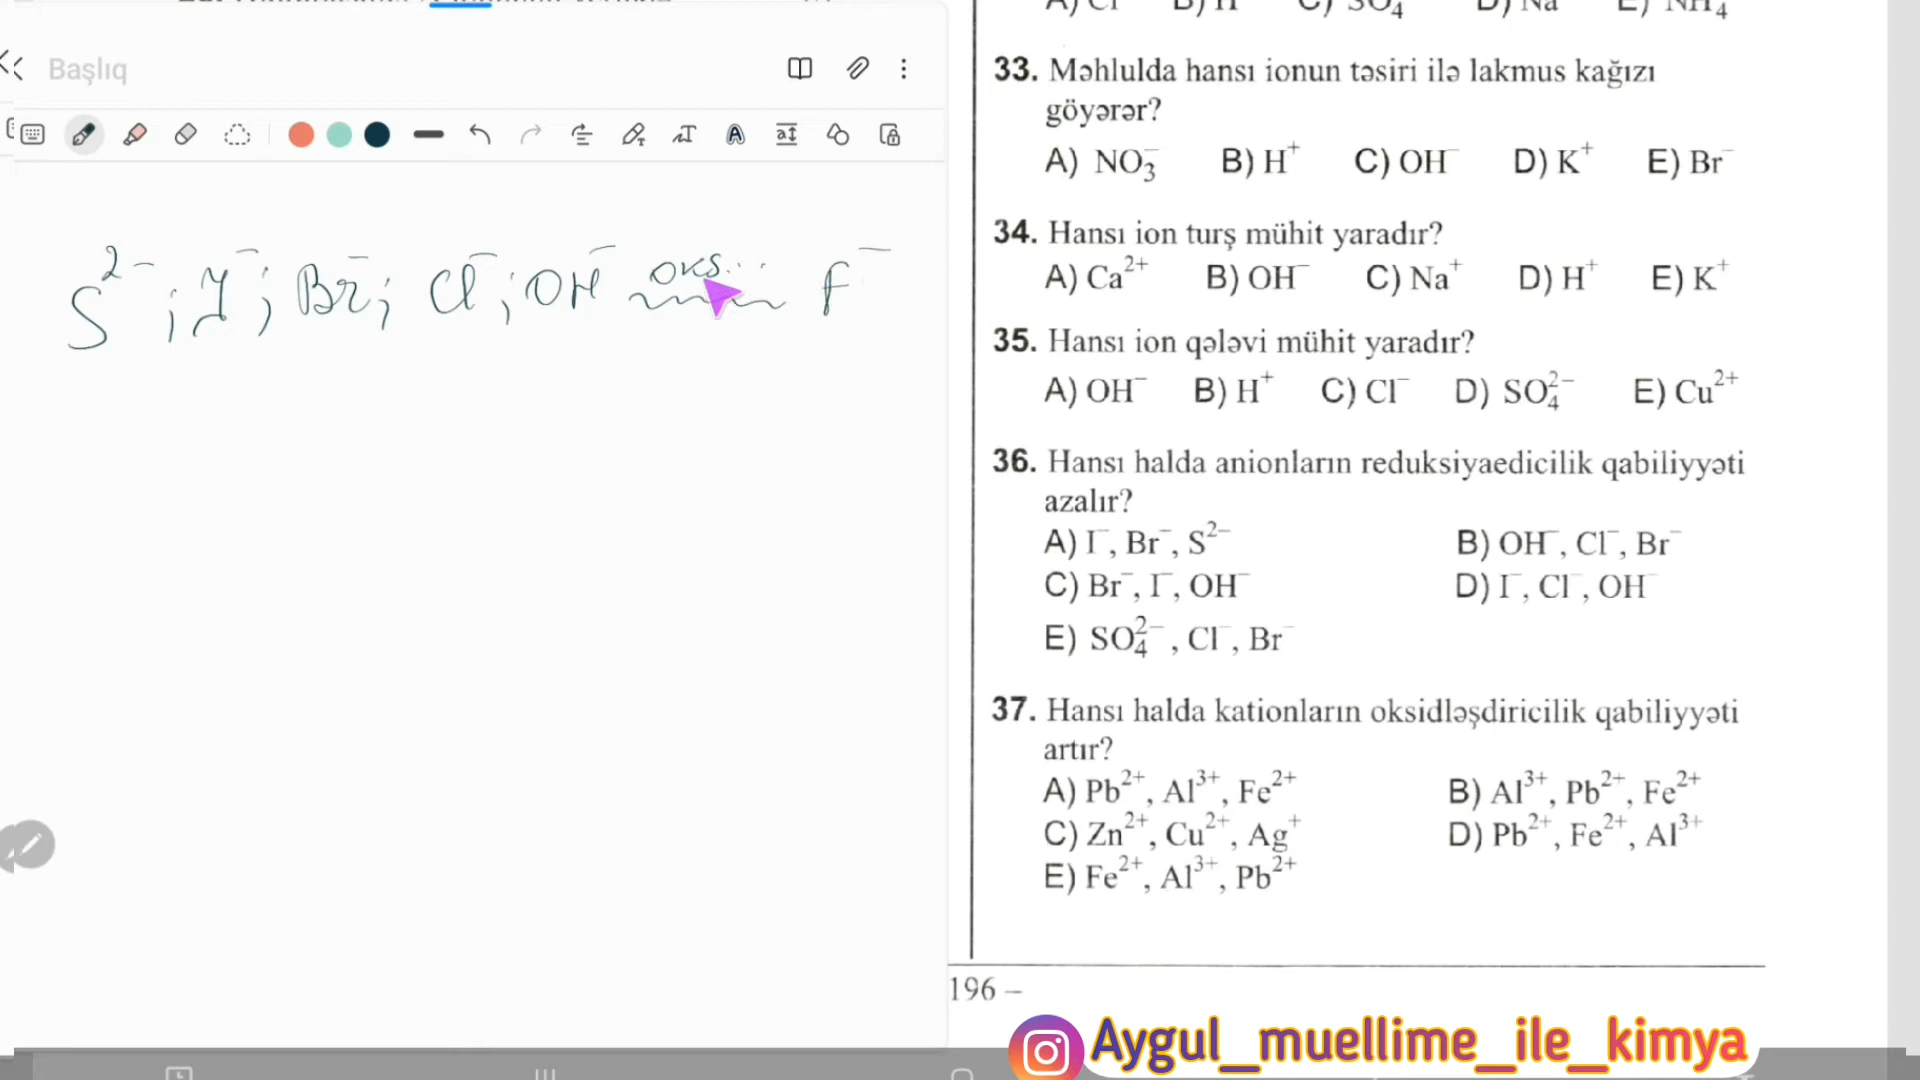 Başlıq
S²⁻; I⁻; Br⁻; Cl⁻; OH⁻ oks... F⁻
33. Məhlulda hansı ionun təsiri ilə lakmus kağızı
göyərər?
A) NO₃⁻ B) H⁺ C) OH⁻ D) K⁺ E) Br⁻
34. Hansı ion turş mühit yaradır?
A) Ca²⁺ B) OH⁻ C) Na⁺ D) H⁺ E) K⁺
35. Hansı ion qələvi mühit yaradır?
A) OH⁻ B) H⁺ C) Cl⁻ D) SO₄²⁻ E) Cu²⁺
36. Hansı halda anionların reduksiyaedicilik qabiliyyəti
azalır?
A) I⁻, Br⁻, S²⁻ B) OH⁻, Cl⁻, Br⁻
C) Br⁻, I⁻, OH⁻ D) I⁻, Cl⁻, OH⁻
E) SO₄²⁻, Cl⁻, Br⁻
37. Hansı halda kationların oksidləşdiricilik qabiliyyəti
artır?
A) Pb²⁺, Al³⁺, Fe²⁺ B) Al³⁺, Pb²⁺, Fe²⁺
C) Zn²⁺, Cu²⁺, Ag⁺ D) Pb²⁺, Fe²⁺, Al³⁺
E) Fe²⁺, Al³⁺, Pb²⁺
196 –
Aygul_muellime_ile_kimya